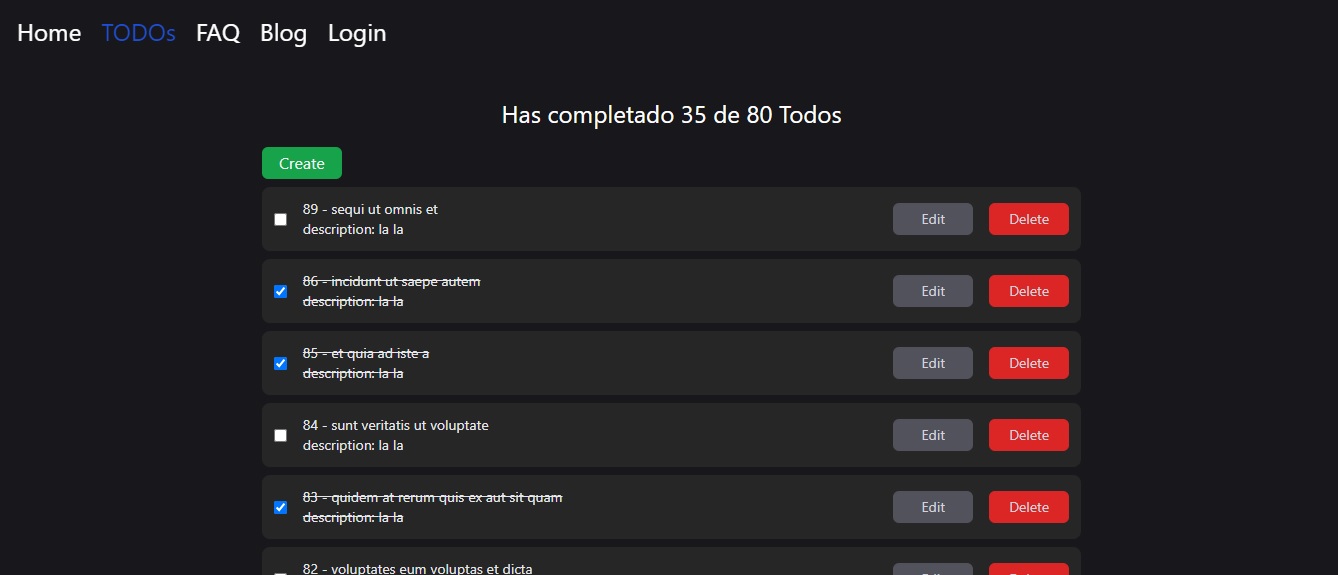 Home TODOs FAQ Blog Login
Has completado 35 de 80 Todos
Create
89 - sequi ut omnis et
description: la la
Edit Delete
86 - incidunt ut saepe autem
description: la la
Edit Delete
85 - et quia ad iste a
description: la la
Edit Delete
84 - sunt veritatis ut voluptate
description: la la
Edit Delete
83 - quidem at rerum quis ex aut sit quam
description: la la
Edit Delete
82 - voluptates eum voluptas et dicta